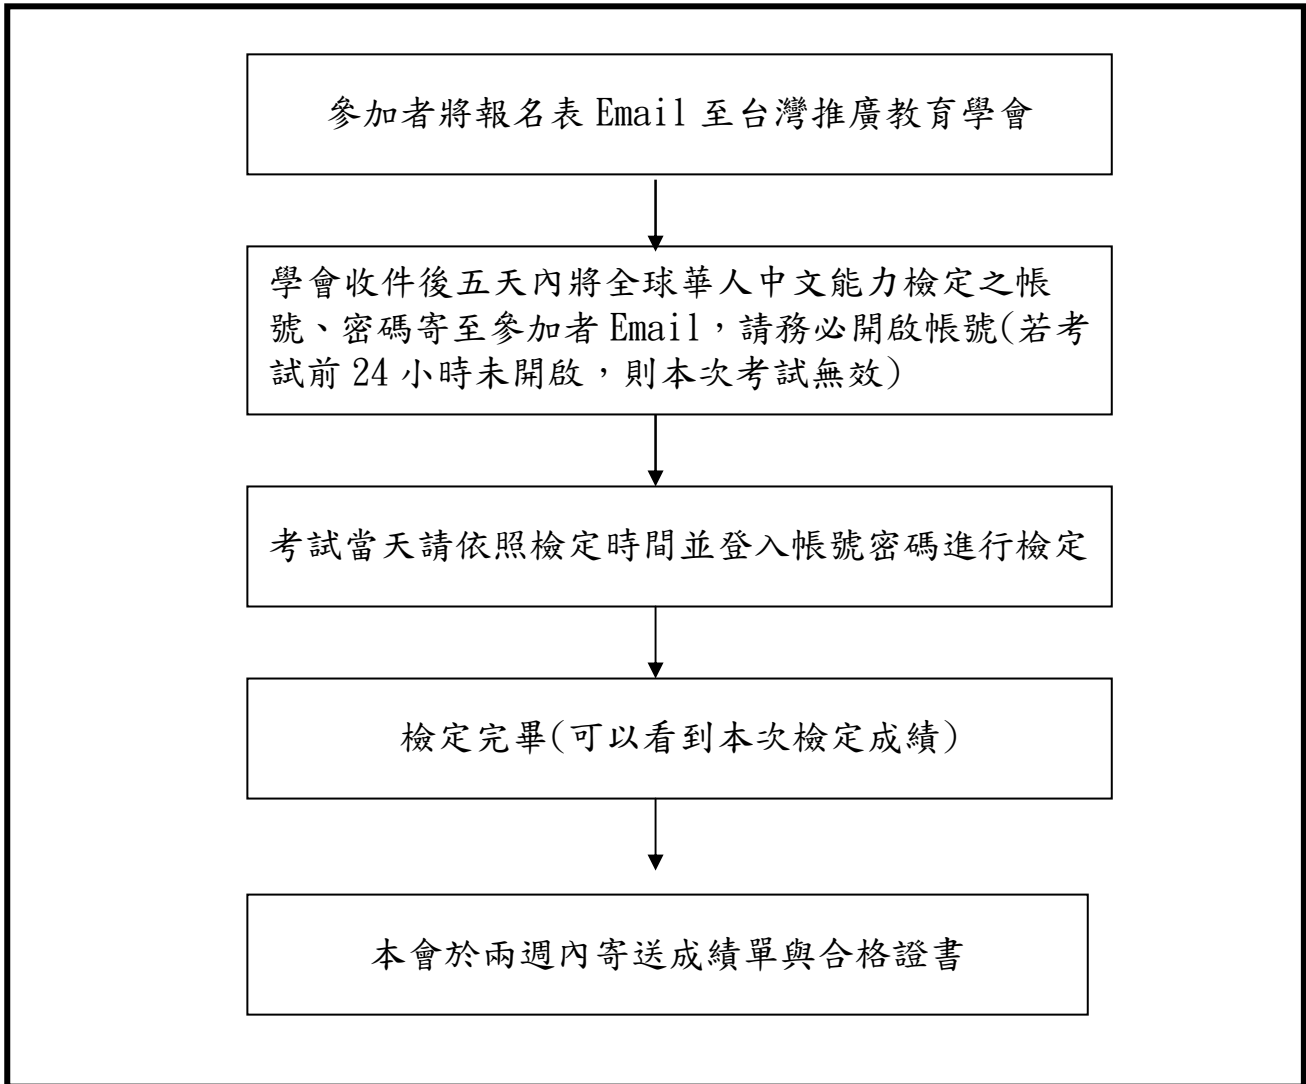 參加者將報名表 Email 至台灣推廣教育學會
學會收件後五天內將全球華人中文能力檢定之帳
號、密碼寄至參加者 Email，請務必開啟帳號(若考
試前 24 小時未開啟，則本次考試無效)
考試當天請依照檢定時間並登入帳號密碼進行檢定
檢定完畢(可以看到本次檢定成績)
本會於兩週內寄送成績單與合格證書